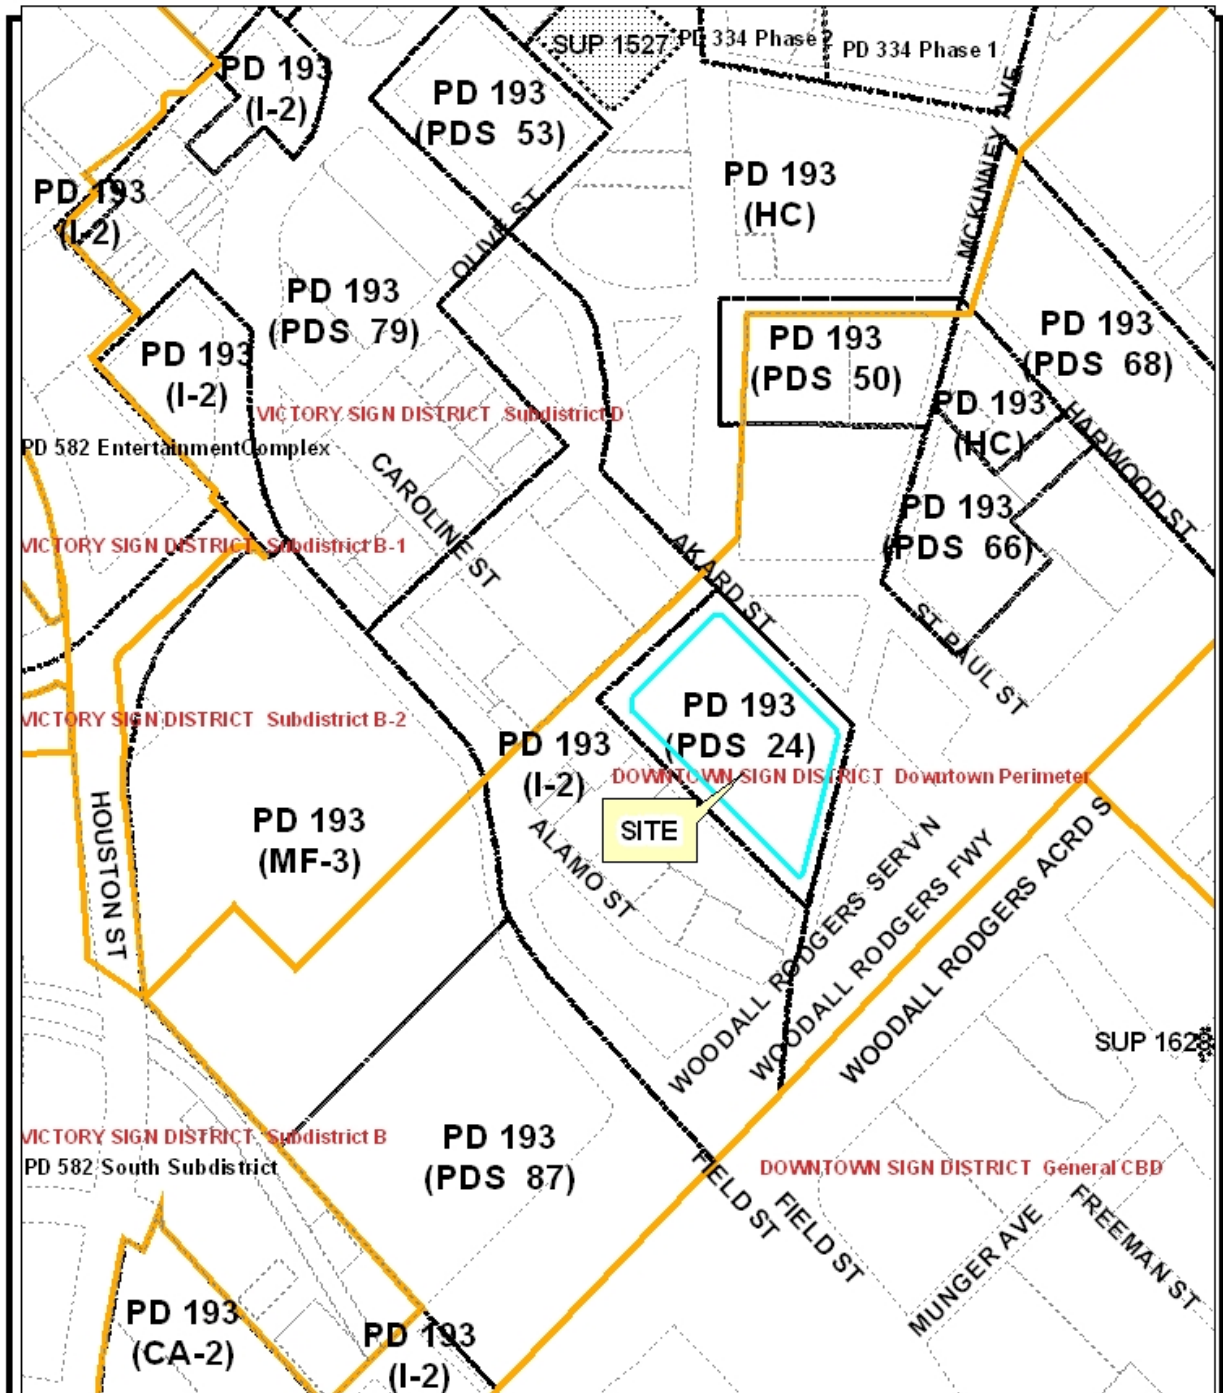 SUP 1527
PD 334 Phase 2
PD 334 Phase 1
PD 193
(I-2)
PD 193
(PDS 53)
MCKINNEY AVE
PD 193
(HC)
PD 193
(I-2)
OLIVE ST
PD 193
(PDS 79)
PD 193
(I-2)
PD 193
(PDS 50)
PD 193
(PDS 68)
PD 193
(HC)
HARWOOD ST
VICTORY SIGN DISTRICT Subdistrict D
PD 582 Entertainment Complex
CAROLINE ST
PD 193
(PDS 66)
VICTORY SIGN DISTRICT Subdistrict B-1
AKARD ST
ST PAUL ST
VICTORY SIGN DISTRICT Subdistrict B-2
PD 193
(PDS 24)
PD 193
(I-2)
DOWNTOWN SIGN DISTRICT Downtown Perimeter
SITE
HOUSTON ST
PD 193
(MF-3)
ALAMO ST
WOODALL RODGERS SERV N
WOODALL RODGERS FWY
WOODALL RODGERS ACRD S
SUP 1628
VICTORY SIGN DISTRICT Subdistrict B
PD 582 South Subdistrict
PD 193
(PDS 87)
DOWNTOWN SIGN DISTRICT General CBD
FIELD ST
FIELD ST
MUNGER AVE
FREEMAN ST
PD 193
(CA-2)
PD 193
(I-2)